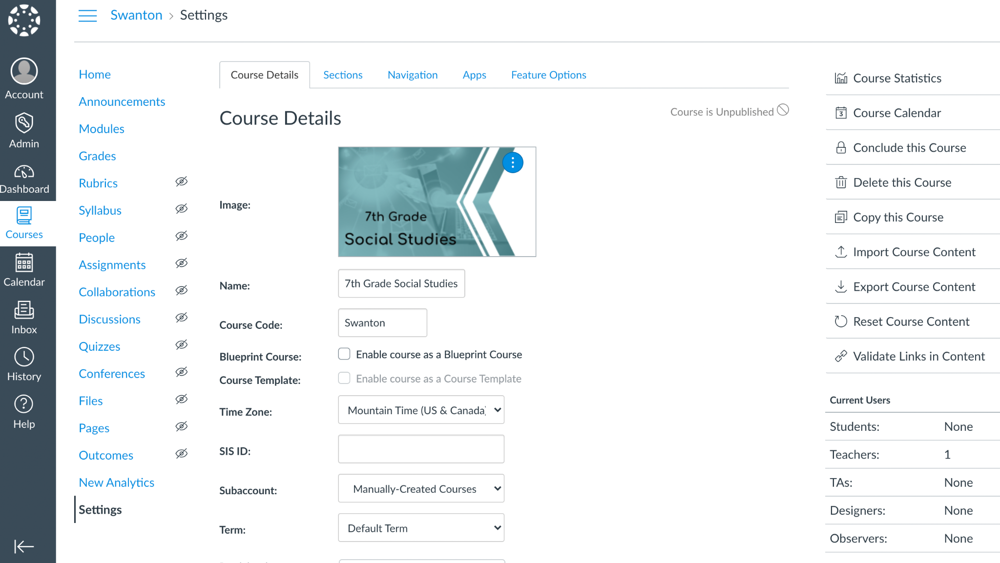 Swanton > Settings
Account
Admin
Dashboard
Courses
Calendar
Inbox
History
Help
Home
Announcements
Modules
Grades
Rubrics
Syllabus
People
Assignments
Collaborations
Discussions
Quizzes
Conferences
Files
Pages
Outcomes
New Analytics
Settings
Course Details
Sections
Navigation
Apps
Feature Options
Course Details
Course is Unpublished
Image:
7th Grade
Social Studies
Name:
7th Grade Social Studies
Course Code:
Swanton
Blueprint Course:
Enable course as a Blueprint Course
Course Template:
Enable course as a Course Template
Time Zone:
Mountain Time (US & Canada)
SIS ID:
Subaccount:
Manually-Created Courses
Term:
Default Term
Course Statistics
3
Course Calendar
Conclude this Course
Delete this Course
Copy this Course
Import Course Content
Export Course Content
Reset Course Content
Validate Links in Content
Current Users
Students: None
Teachers: 1
TAs: None
Designers: None
Observers: None